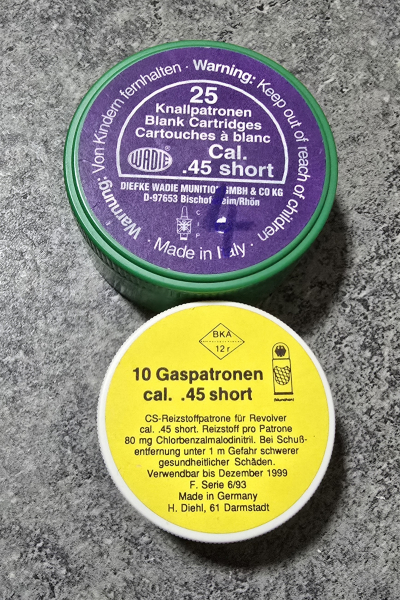 Warnung: Von Kindern fernhalten · Warning: Keep out of reach of children
25
Knallpatronen
Blank Cartridges
Cartouches à blanc
WADIE ®
Cal.
.45 short
DIEFKE WADIE MUNITION GMBH & CO KG
D-97653 Bischofsheim/Rhön
C
I
P
4
· Made in Italy ·
BKA
12 r
10 Gaspatronen
cal. .45 short
CS-Reizstoffpatrone für Revolver
cal. .45 short. Reizstoff pro Patrone
80 mg Chlorbenzalmalodinitril. Bei Schuß-
entfernung unter 1 m Gefahr schwerer
gesundheitlicher Schäden.
Verwendbar bis Dezember 1999
F. Serie 6/93
Made in Germany
H. Diehl, 61 Darmstadt